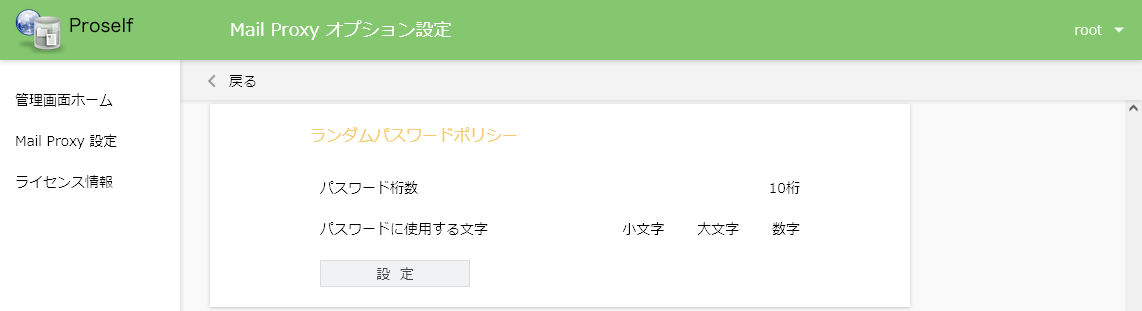 Proself
Mail Proxy オプション設定
root
戻る
管理画面ホーム
Mail Proxy 設定
ライセンス情報
ランダムパスワードポリシー
パスワード桁数 10桁
パスワードに使用する文字 小文字 大文字 数字
設 定